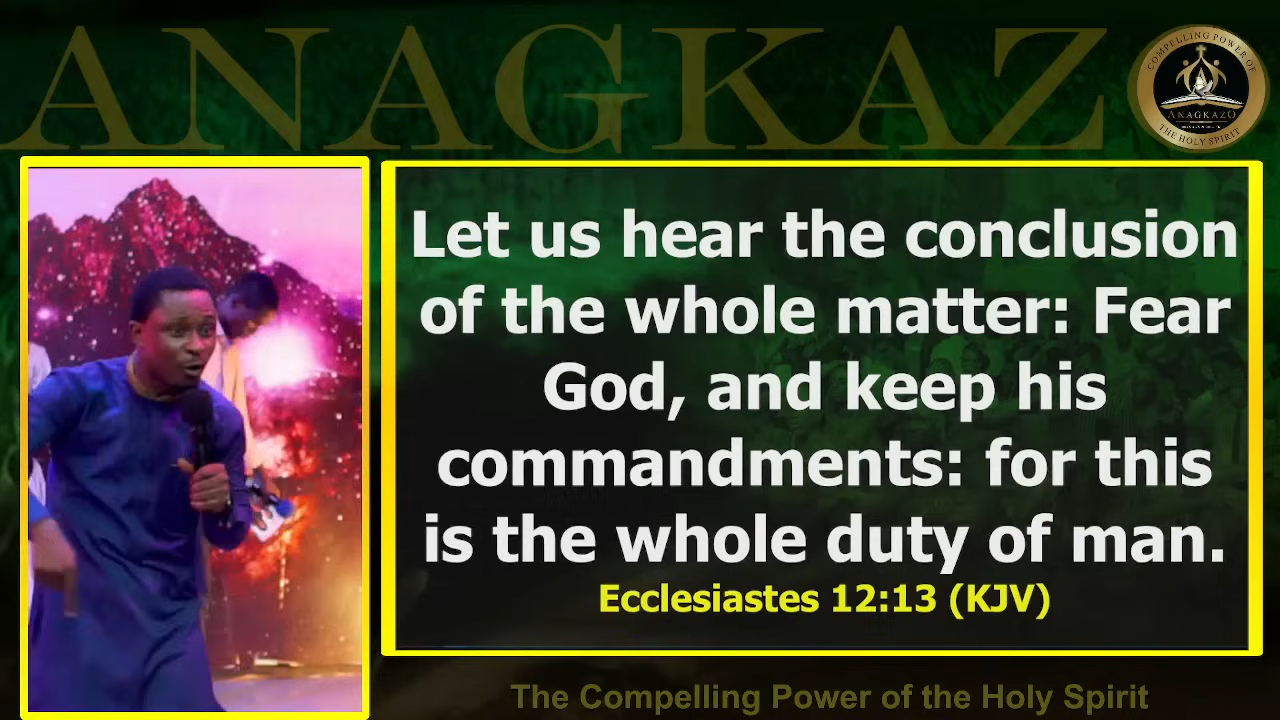 ANAGKAZ
COMPELLING POWER OF
ANAGKAZO
THE HOLY SPIRIT
Let us hear the conclusion
of the whole matter: Fear
God, and keep his
commandments: for this
is the whole duty of man.
Ecclesiastes 12:13 (KJV)
The Compelling Power of the Holy Spirit